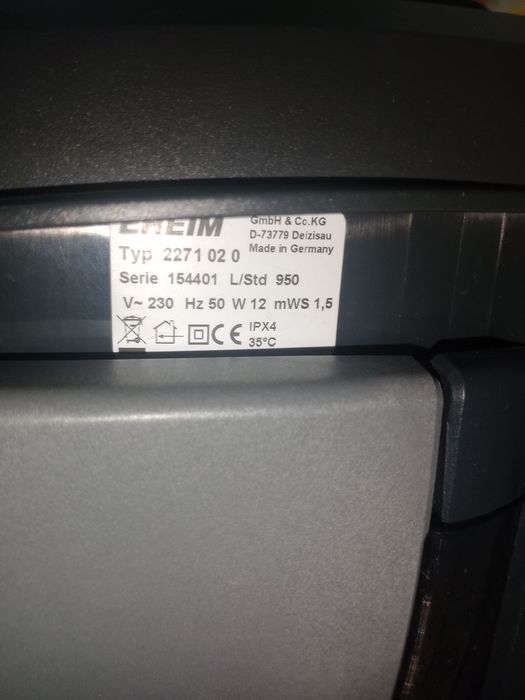 EHEIM GmbH & Co.KG
D-73779 Deizisau
Typ 2271 02 0 Made in Germany
Serie 154401 L/Std 950
V~ 230 Hz 50 W 12 mWS 1,5
CE IPX4
35°C